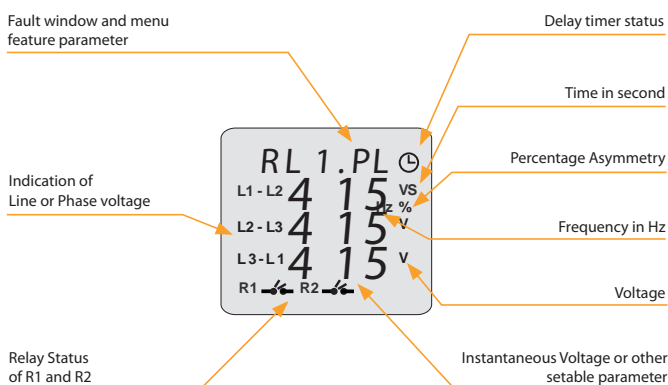 Fault window and menu
feature parameter
Delay timer status
Time in second
Percentage Asymmetry
Indication of
Line or Phase voltage
Frequency in Hz
Voltage
Relay Status
of R1 and R2
Instantaneous Voltage or other
setable parameter
RL 1.PL
L1 - L2 415 VS
Hz %
L2 - L3 415 V
L3 - L1 415 V
R1 R2